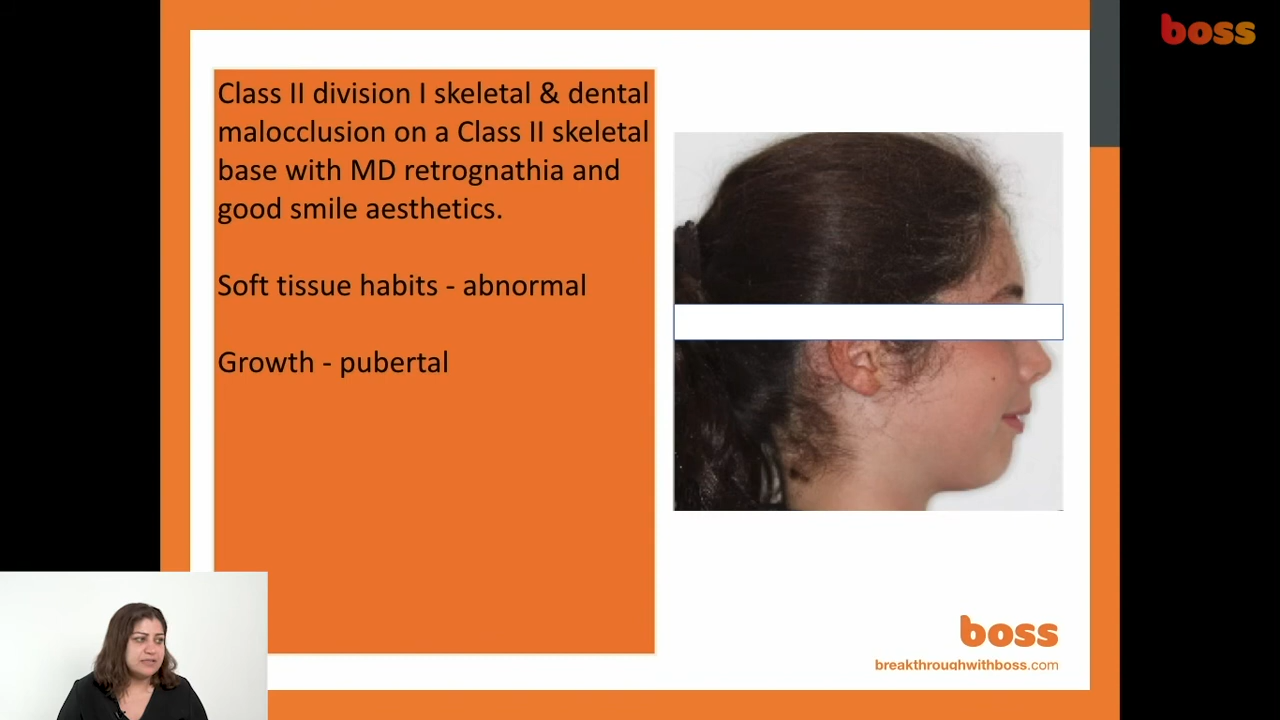 boss
Class II division I skeletal & dental
malocclusion on a Class II skeletal
base with MD retrognathia and
good smile aesthetics.
Soft tissue habits - abnormal
Growth - pubertal
boss
breakthroughwithboss.com